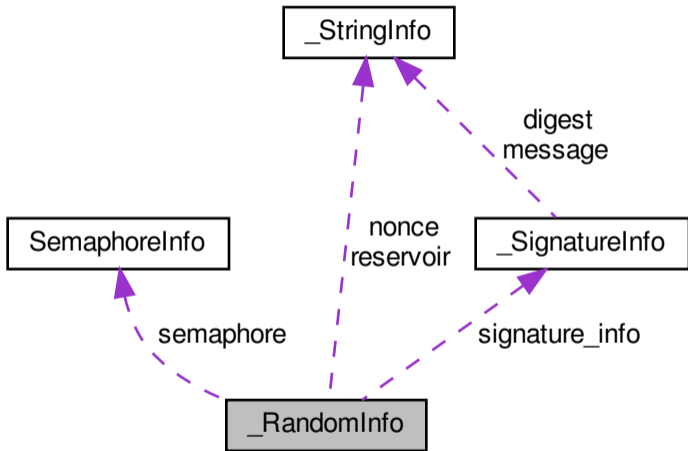 _StringInfo
digest
message
nonce
reservoir
SemaphoreInfo
_SignatureInfo
semaphore
signature_info
_RandomInfo